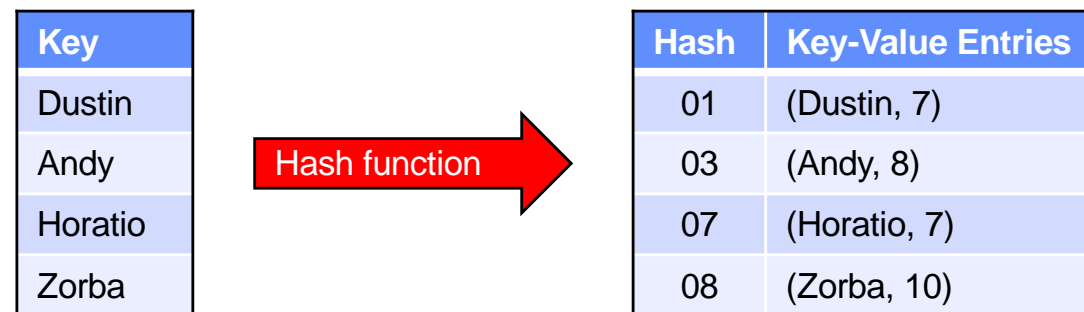 Key
Dustin
Andy
Horatio
Zorba
Hash function
Hash Key-Value Entries
01 (Dustin, 7)
03 (Andy, 8)
07 (Horatio, 7)
08 (Zorba, 10)